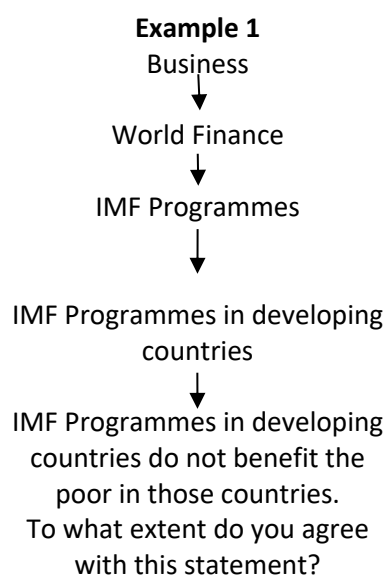 Example 1
Business
World Finance
IMF Programmes
IMF Programmes in developing
countries
IMF Programmes in developing
countries do not benefit the
poor in those countries.
To what extent do you agree
with this statement?